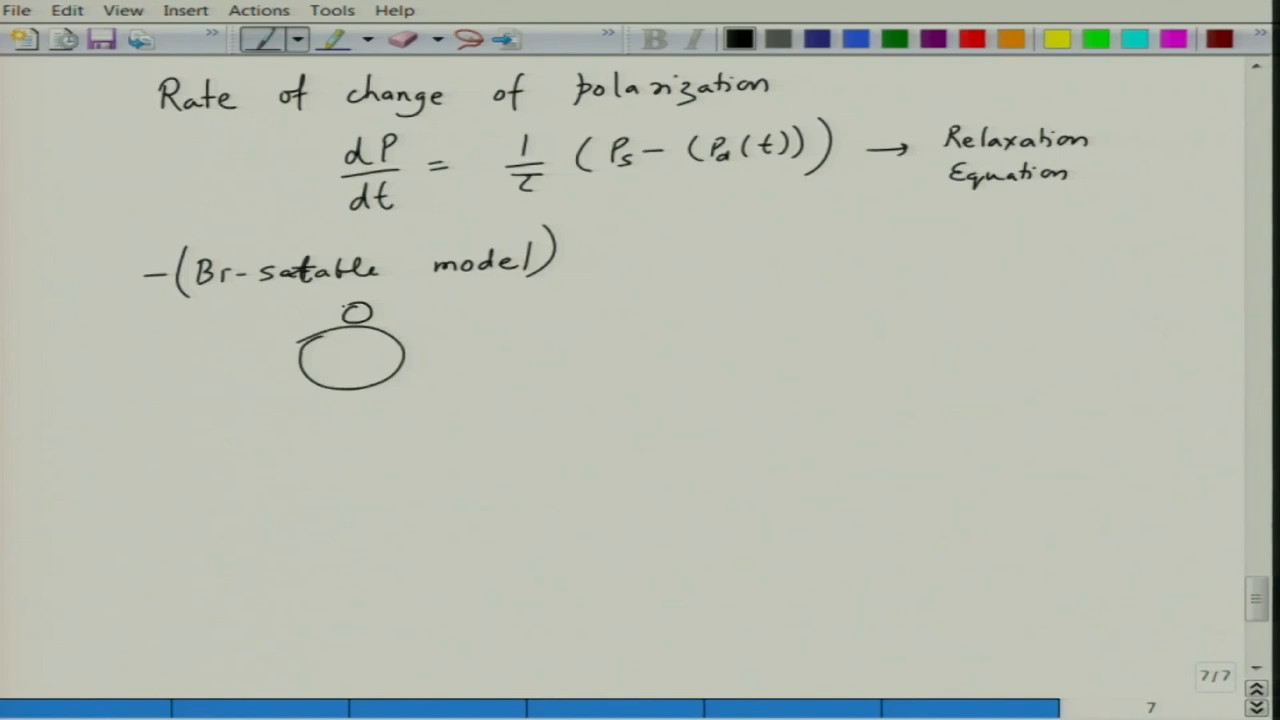 File Edit View Insert Actions Tools Help
Rate of change of polarization
dP/dt = 1/τ (Ps - (Pd(t))) → Relaxation Equation
- (Br-satable model)
7/7
7